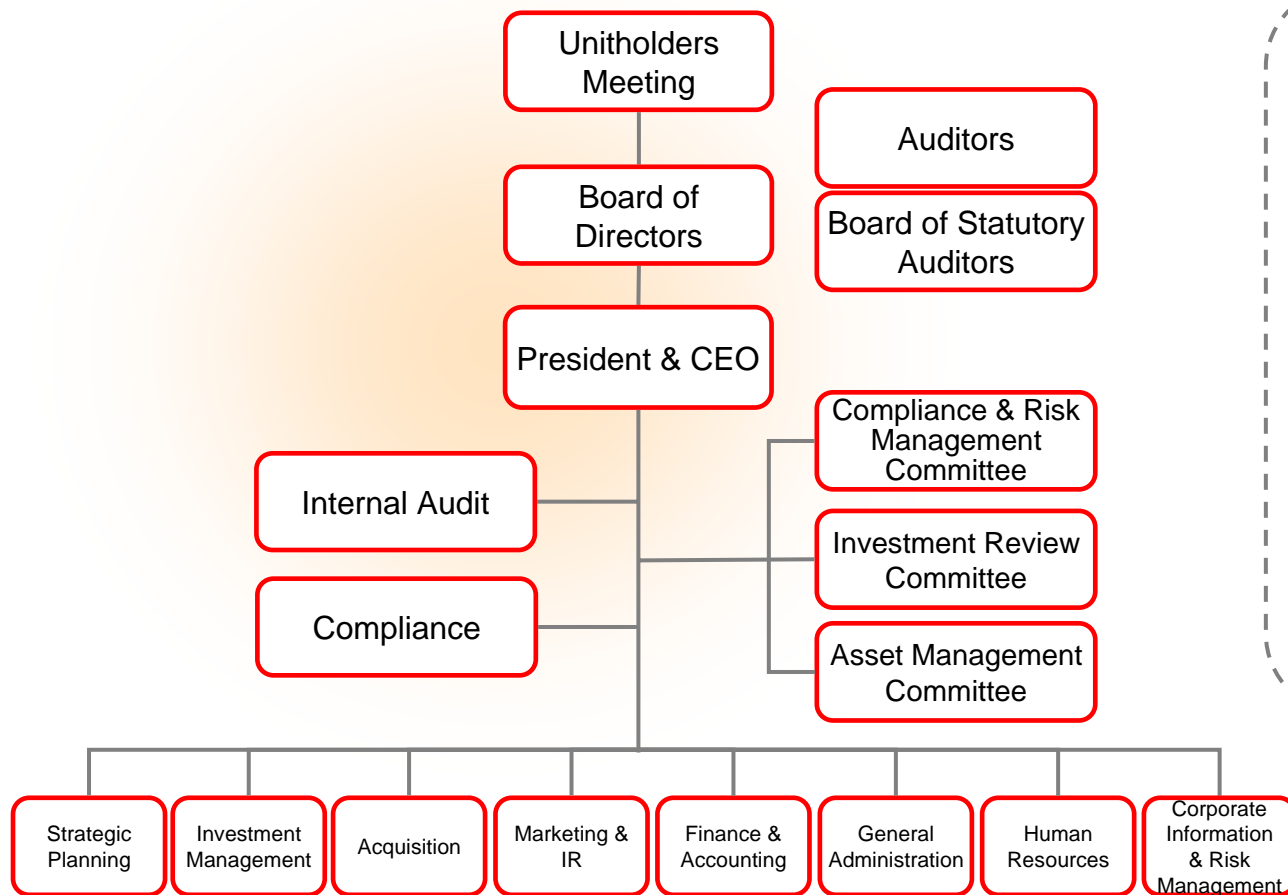 Unitholders
Meeting
Auditors
Board of
Directors
Board of Statutory
Auditors
President & CEO
Compliance & Risk
Management
Committee
Internal Audit
Investment Review
Committee
Compliance
Asset Management
Committee
Strategic
Planning
Investment
Management
Acquisition
Marketing &
IR
Finance &
Accounting
General
Administration
Human
Resources
Corporate
Information
& Risk
Management